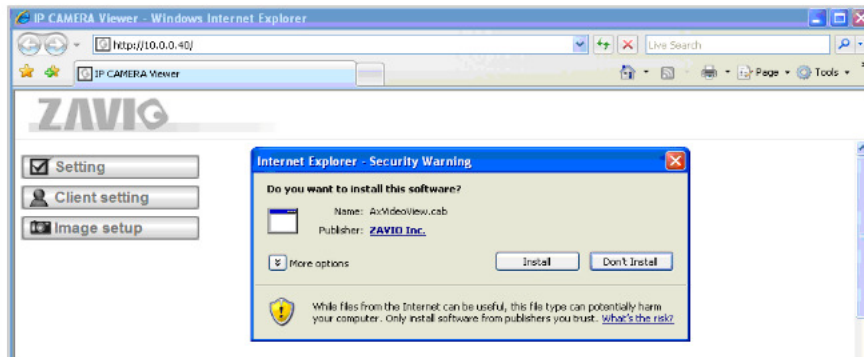 IP CAMERA Viewer - Windows Internet Explorer
http://10.0.0.40/
Live Search
IP CAMERA Viewer
Page
Tools
ZAVIO
Setting
Client setting
Image setup
Internet Explorer - Security Warning
Do you want to install this software?
Name: AxVideoView.cab
Publisher: ZAVIO Inc.
More options
Install
Don't Install
While files from the Internet can be useful, this file type can potentially harm
your computer. Only install software from publishers you trust. What's the risk?